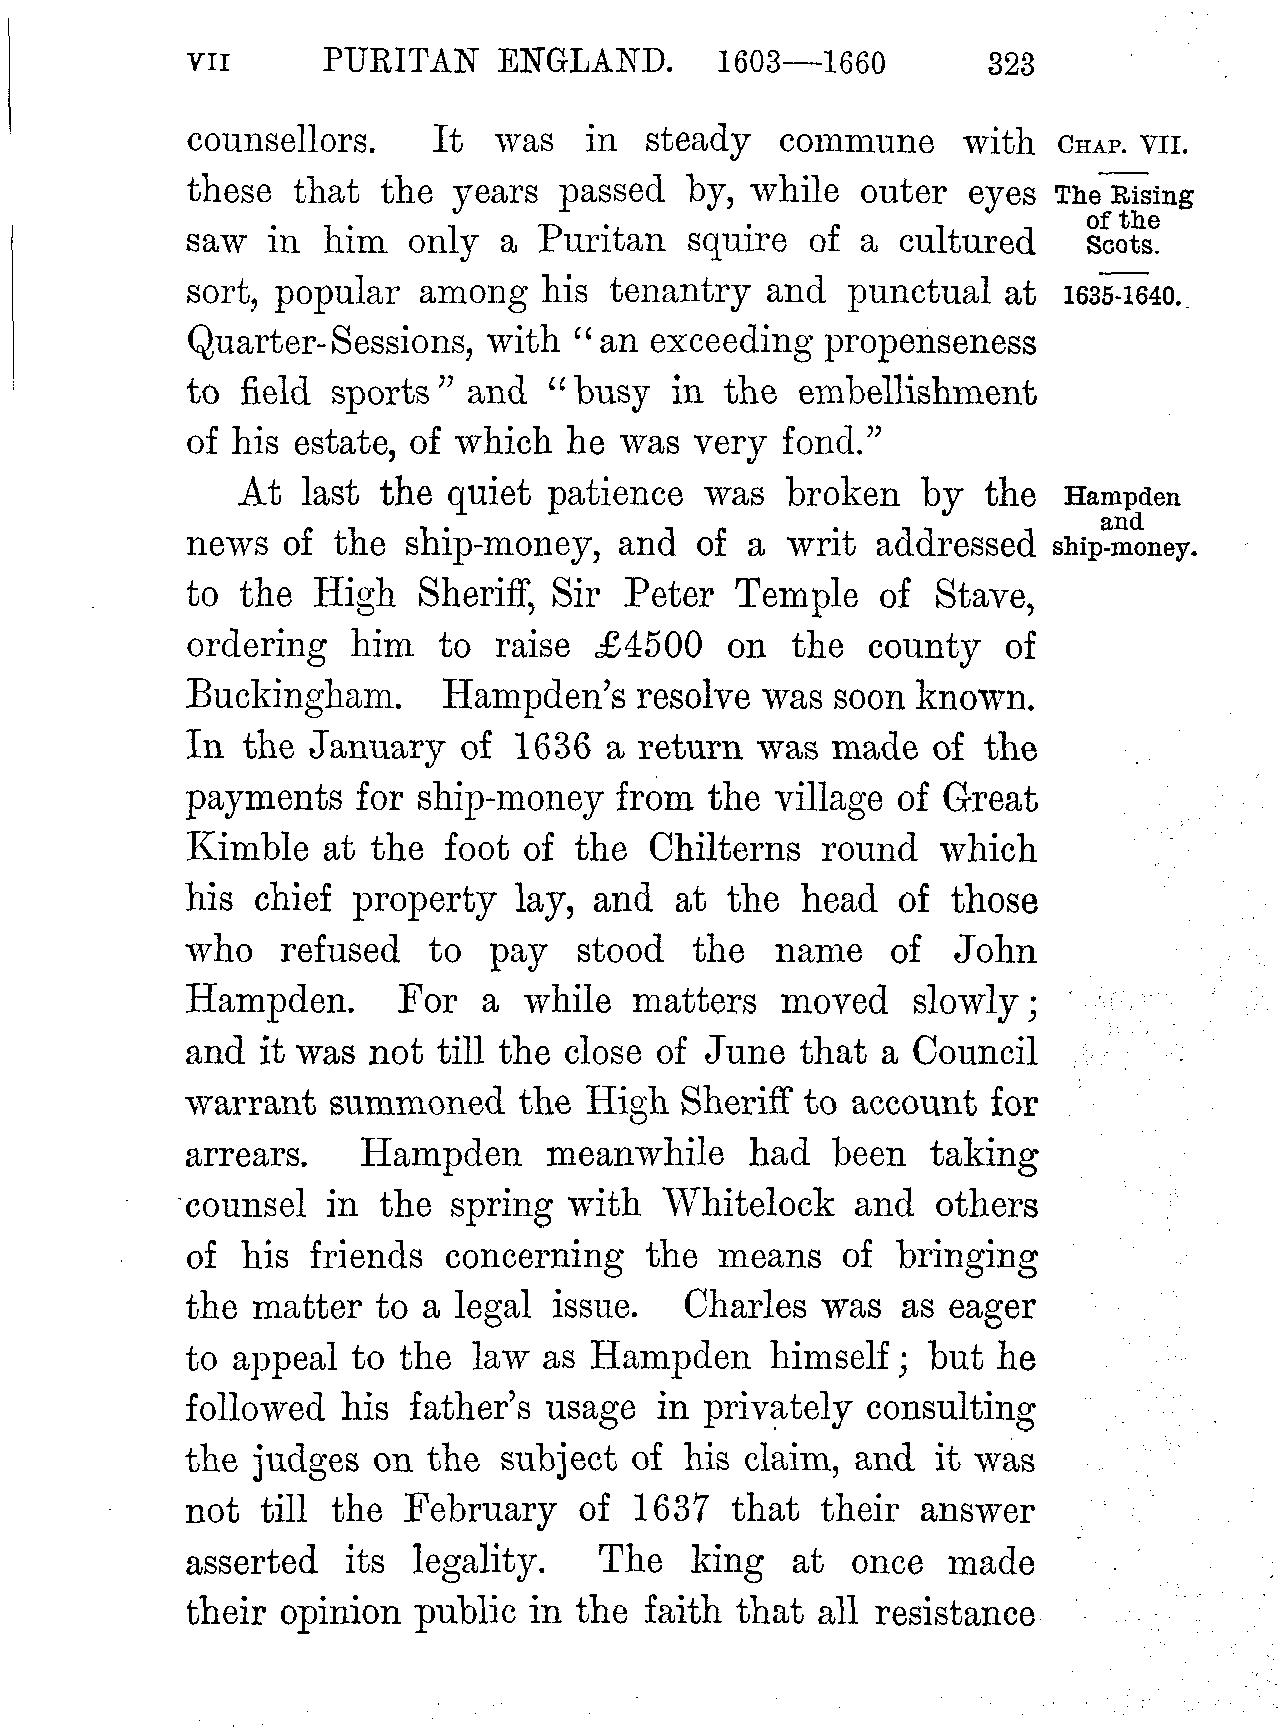 VII PURITAN ENGLAND. 1603—1660 323
counsellors. It was in steady commune with
these that the years passed by, while outer eyes
saw in him only a Puritan squire of a cultured
sort, popular among his tenantry and punctual at
Quarter-Sessions, with “an exceeding propenseness
to field sports” and “busy in the embellishment
of his estate, of which he was very fond.”
CHAP. VII.
The Rising
of the
Scots.
1635-1640.
At last the quiet patience was broken by the
news of the ship-money, and of a writ addressed
to the High Sheriff, Sir Peter Temple of Stave,
ordering him to raise £4500 on the county of
Buckingham. Hampden’s resolve was soon known.
In the January of 1636 a return was made of the
payments for ship-money from the village of Great
Kimble at the foot of the Chilterns round which
his chief property lay, and at the head of those
who refused to pay stood the name of John
Hampden. For a while matters moved slowly;
and it was not till the close of June that a Council
warrant summoned the High Sheriff to account for
arrears. Hampden meanwhile had been taking
counsel in the spring with Whitelock and others
of his friends concerning the means of bringing
the matter to a legal issue. Charles was as eager
to appeal to the law as Hampden himself; but he
followed his father’s usage in privately consulting
the judges on the subject of his claim, and it was
not till the February of 1637 that their answer
asserted its legality. The king at once made
their opinion public in the faith that all resistance
Hampden
and
ship-money.